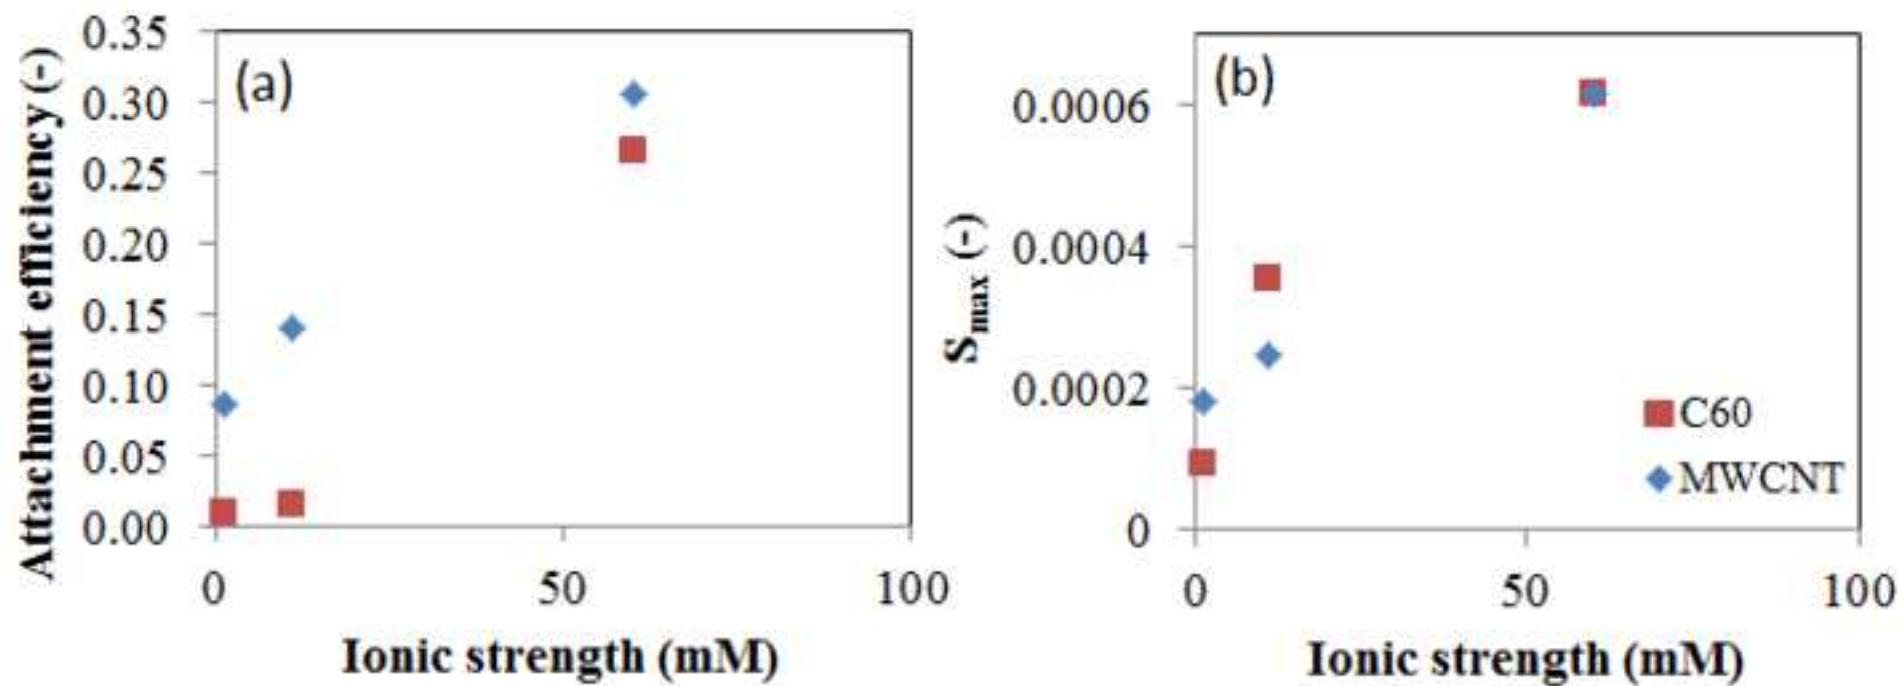 (a)
Attachment efficiency (-)
0.35
0.30
0.25
0.20
0.15
0.10
0.05
0.00
0 50 100
Ionic strength (mM)
(b)
Smax (-)
0.0006
0.0004
0.0002
0
C60
MWCNT
0 50 100
Ionic strength (mM)